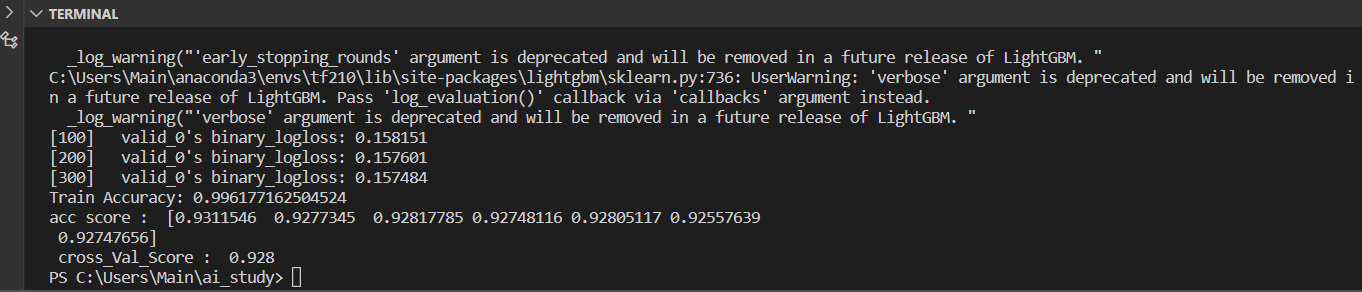 TERMINAL
_log_warning("'early_stopping_rounds' argument is deprecated and will be removed in a future release of LightGBM. "
C:\Users\Main\anaconda3\envs\tf210\lib\site-packages\lightgbm\sklearn.py:736: UserWarning: 'verbose' argument is deprecated and will be removed i
n a future release of LightGBM. Pass 'log_evaluation()' callback via 'callbacks' argument instead.
_log_warning("'verbose' argument is deprecated and will be removed in a future release of LightGBM. "
[100]   valid_0's binary_logloss: 0.158151
[200]   valid_0's binary_logloss: 0.157601
[300]   valid_0's binary_logloss: 0.157484
Train Accuracy: 0.996177162504524
acc score :  [0.9311546  0.9277345  0.92817785 0.92748116 0.92805117 0.92557639
0.92747656]
cross_Val_Score :  0.928
PS C:\Users\Main\ai_study>